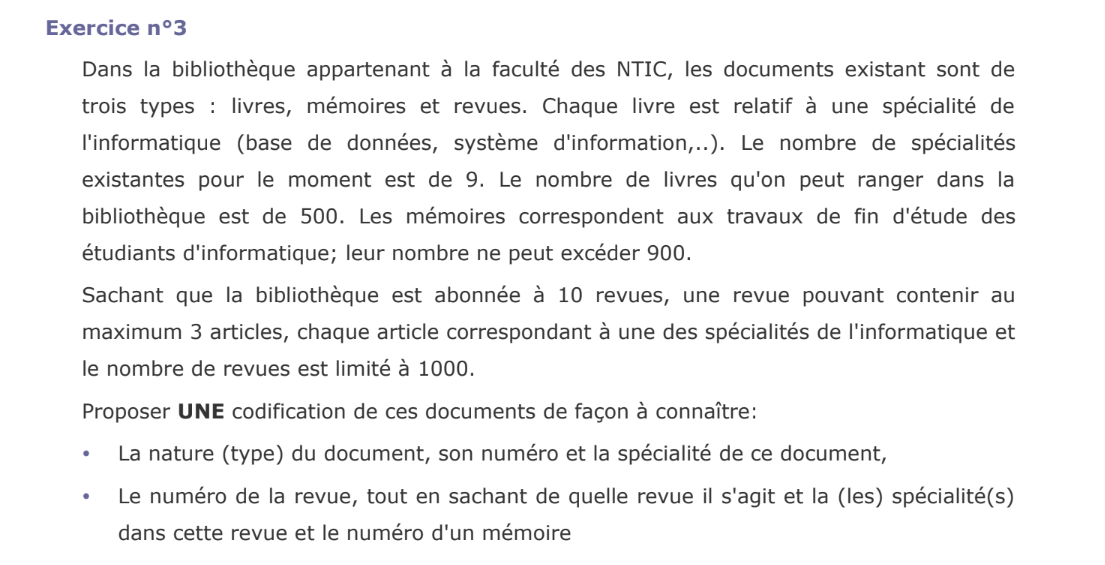 Exercice n°3
Dans la bibliothèque appartenant à la faculté des NTIC, les documents existant sont de
trois types : livres, mémoires et revues. Chaque livre est relatif à une spécialité de
l'informatique (base de données, système d'information,..). Le nombre de spécialités
existantes pour le moment est de 9. Le nombre de livres qu'on peut ranger dans la
bibliothèque est de 500. Les mémoires correspondent aux travaux de fin d'étude des
étudiants d'informatique; leur nombre ne peut excéder 900.
Sachant que la bibliothèque est abonnée à 10 revues, une revue pouvant contenir au
maximum 3 articles, chaque article correspondant à une des spécialités de l'informatique et
le nombre de revues est limité à 1000.
Proposer UNE codification de ces documents de façon à connaître:
• La nature (type) du document, son numéro et la spécialité de ce document,
• Le numéro de la revue, tout en sachant de quelle revue il s'agit et la (les) spécialité(s)
dans cette revue et le numéro d'un mémoire